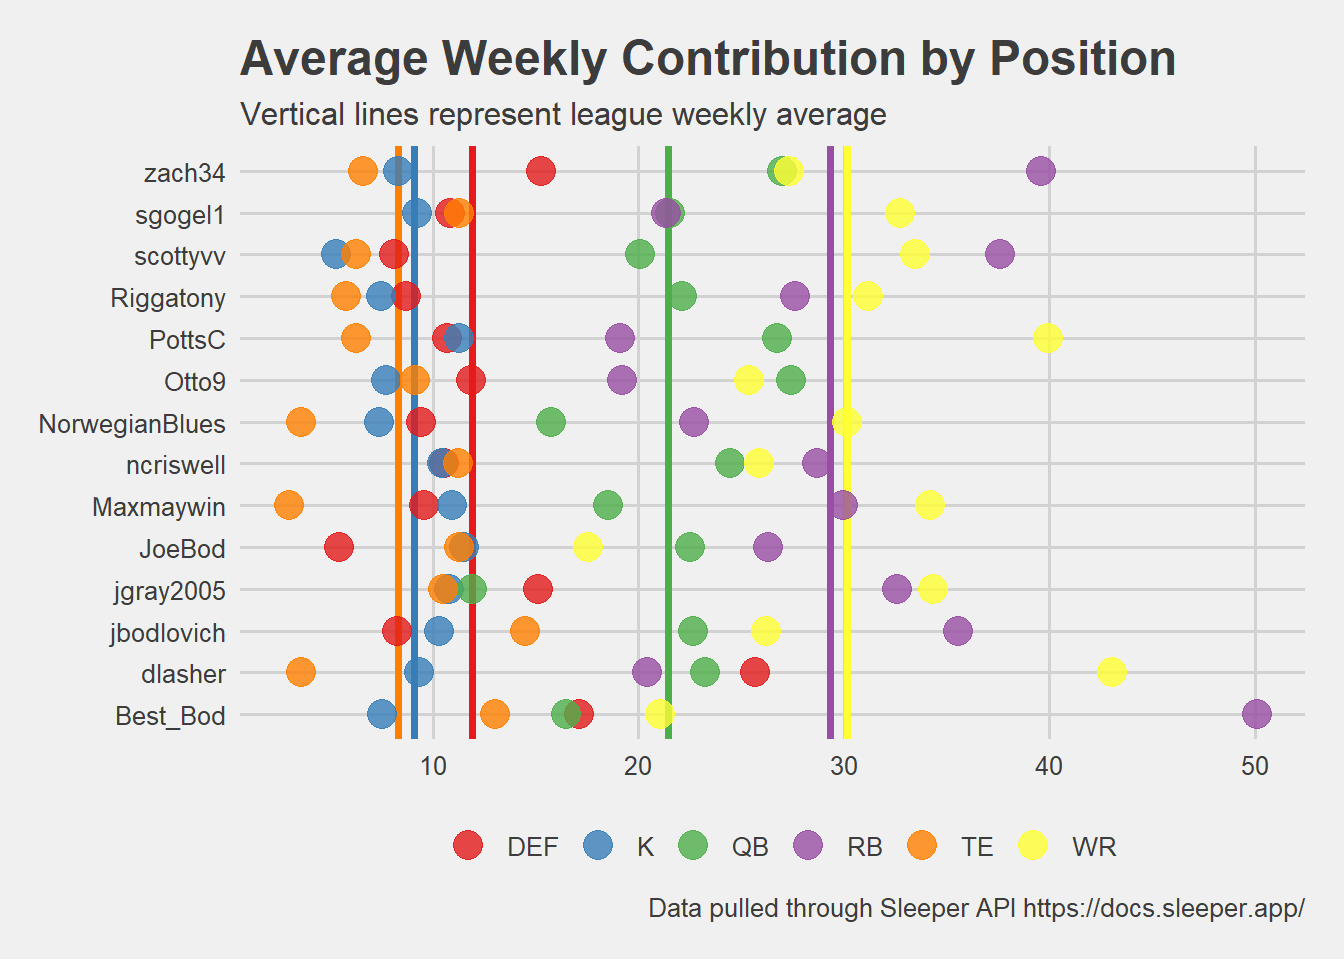 Average Weekly Contribution by Position
Vertical lines represent league weekly average
zach34
sgogel1
scottyvv
Riggatony
PottsC
Otto9
NorwegianBlues
ncriswell
Maxmaywin
JoeBod
jgray2005
jbodlovich
dlasher
Best_Bod
10 20 30 40 50
DEF K QB RB TE WR
Data pulled through Sleeper API https://docs.sleeper.app/